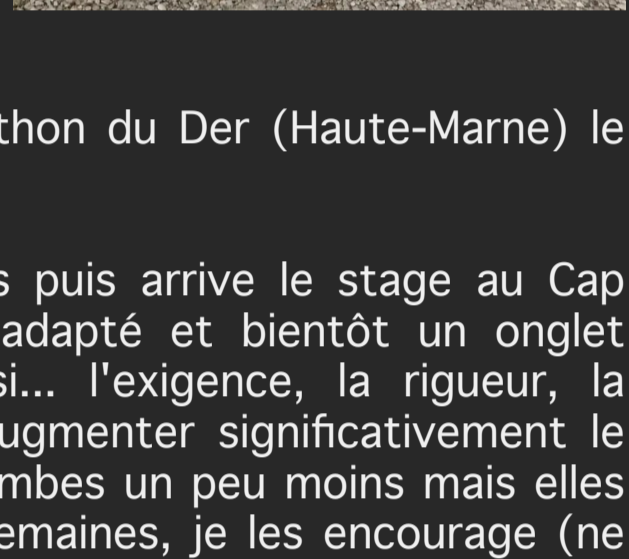 thon du Der (Haute-Marne) le
s puis arrive le stage au Cap
adapté et bientôt un onglet
si... l'exigence, la rigueur, la
ugmenter significativement le
mbes un peu moins mais elles
emaines, je les encourage (ne